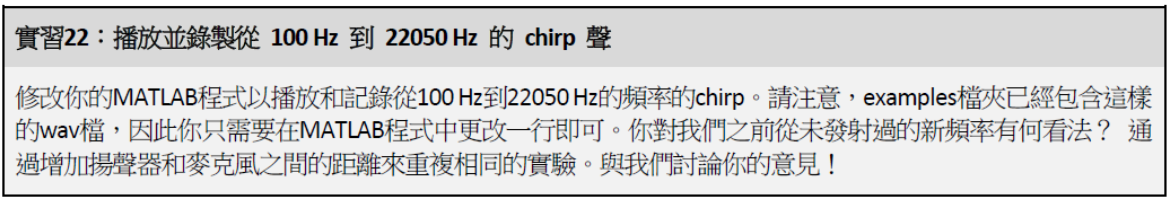 實習22：播放並錄製從 100 Hz 到 22050 Hz 的 chirp 聲
修改你的MATLAB程式以播放和記錄從100 Hz到22050 Hz的頻率的chirp。請注意，examples檔夾已經包含這樣
的wav檔，因此你只需要在MATLAB程式中更改一行即可。你對我們之前從未發射過的新頻率有何看法？ 通
過增加揚聲器和麥克風之間的距離來重複相同的實驗。與我們討論你的意見！